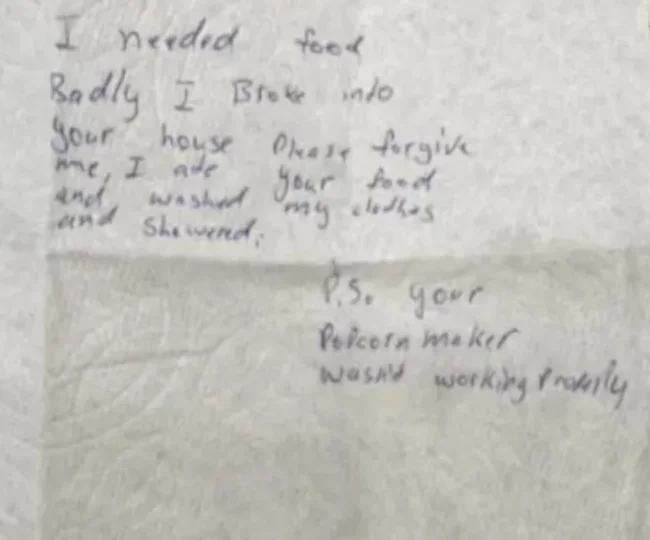 I needed food
Badly I Broke into
your house Please forgive
me, I ate your food
and washed my clothes
and showered.
P.S. your
Popcorn maker
wasn't working Properly